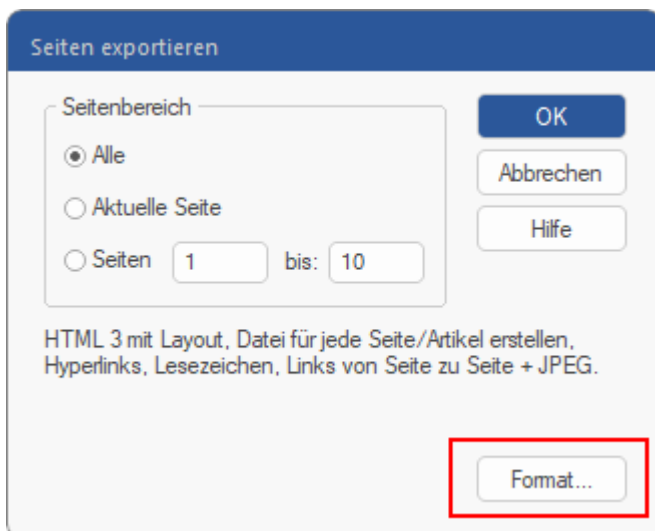 Seiten exportieren
Seitenbereich
Alle
Aktuelle Seite
Seiten 1 bis: 10
OK
Abbrechen
Hilfe
HTML 3 mit Layout, Datei für jede Seite/Artikel erstellen,
Hyperlinks, Lesezeichen, Links von Seite zu Seite + JPEG.
Format...